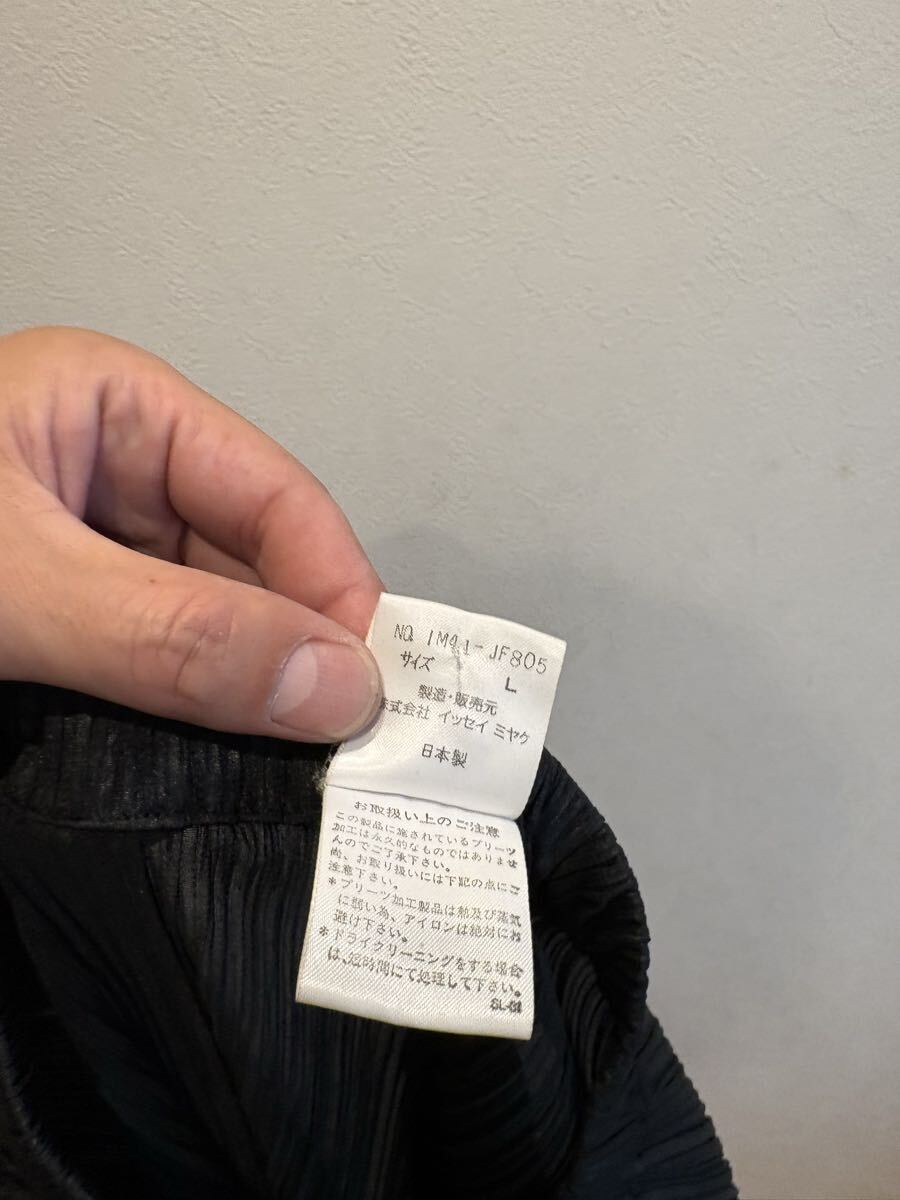 NO. IM41-JF805
サイズ L
製造・販売元
株式会社 イッセイ ミヤケ
日本製
お取扱い上のご注意
この製品に施されているプリーツ
加工は永久的なものではありませ
んのでご了承下さい。
尚、お取り扱いには下記の点にご
注意下さい。
*プリーツ加工製品は熱及び蒸気
に弱い為、アイロンは絶対にお
避け下さい。
*ドライクリーニングをする場合
は、短時間にて処理して下さい。